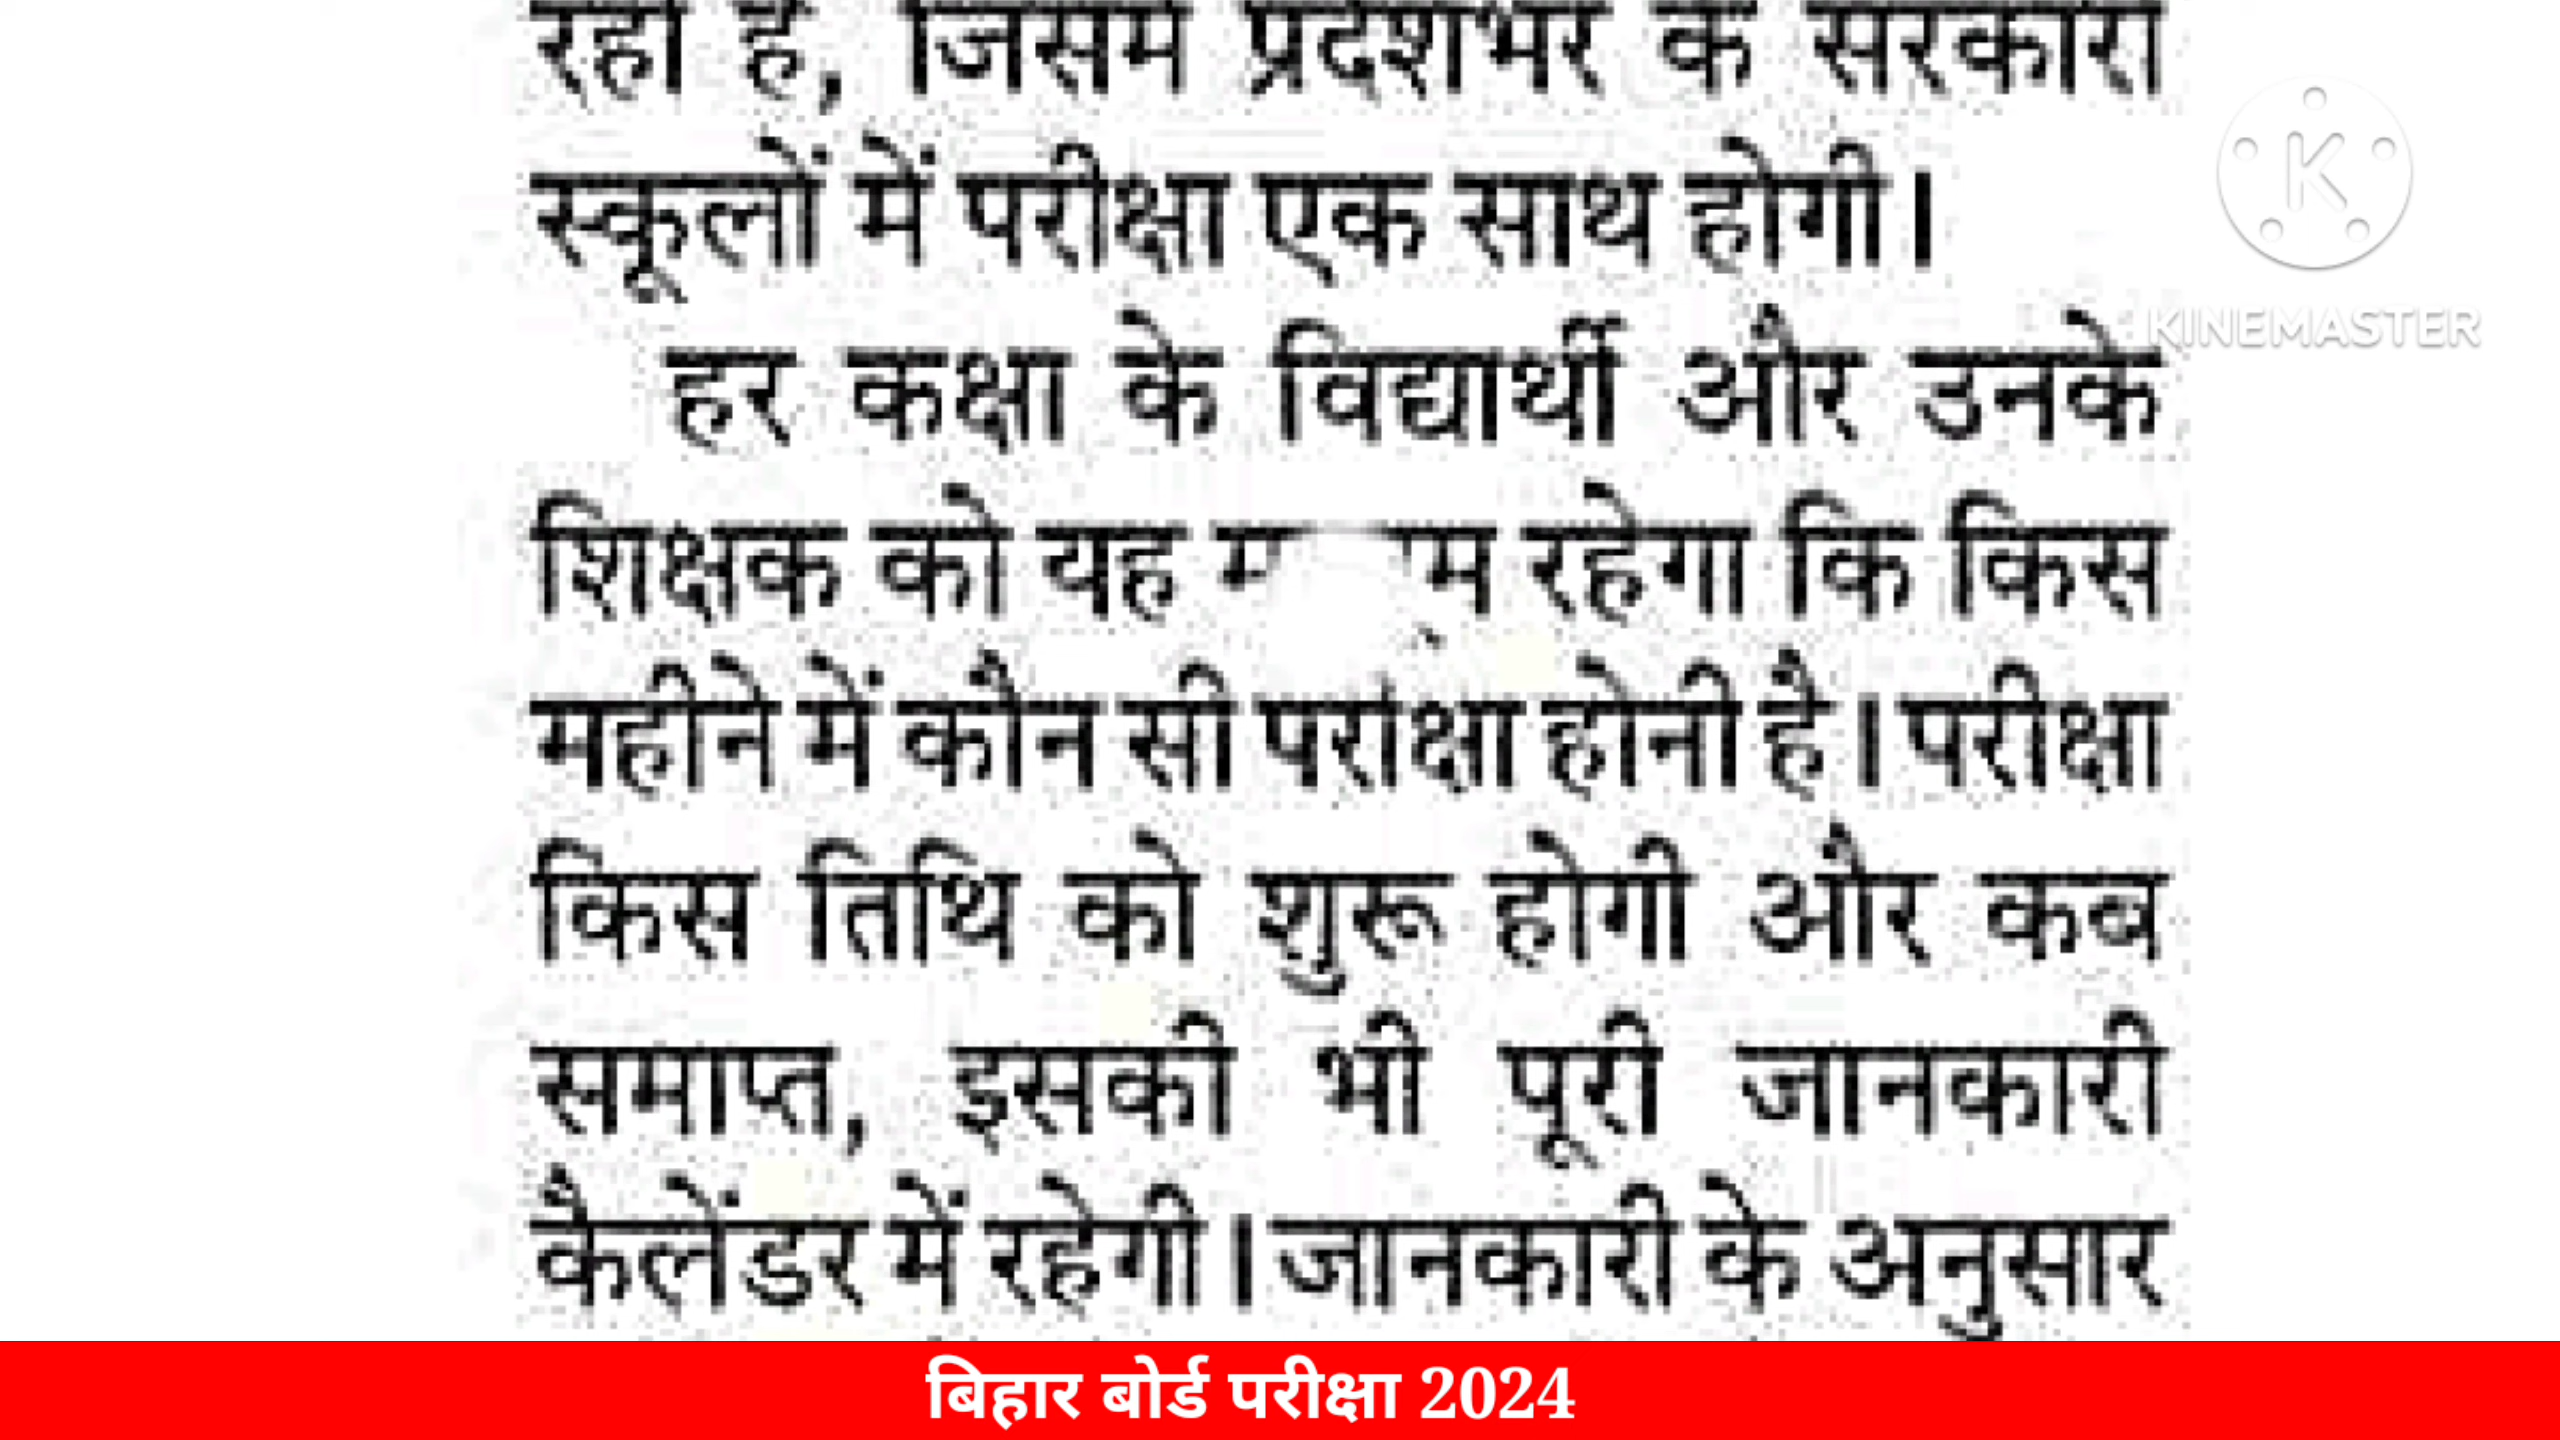 रही है, जिसमें प्रदेशभर के सरकारी
स्कूलों में परीक्षा एक साथ होगी।
KINEMASTER
हर कक्षा के विद्यार्थी और उनके
शिक्षक को यह रहेगा कि किस
महीने में कौन सी परीक्षा होनी है। परीक्षा
किस तिथि को शुरू होगी और कब
समाप्त, इसकी भी पूरी जानकारी
कैलेंडर में रहेगी। जानकारी के अनुसार
बिहार बोर्ड परीक्षा 2024